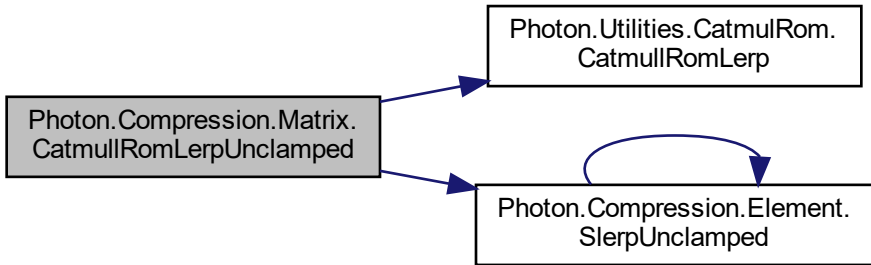 Photon.Utilities.CatmulRom.
CatmullRomLerp
Photon.Compression.Matrix.
CatmullRomLerpUnclamped
Photon.Compression.Element.
SlerpUnclamped